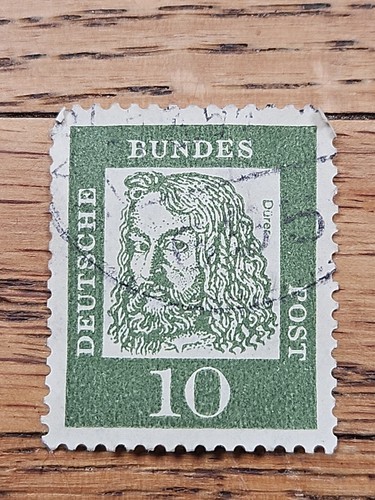 DEUTSCHE
BUNDES
POST
Dürer
10